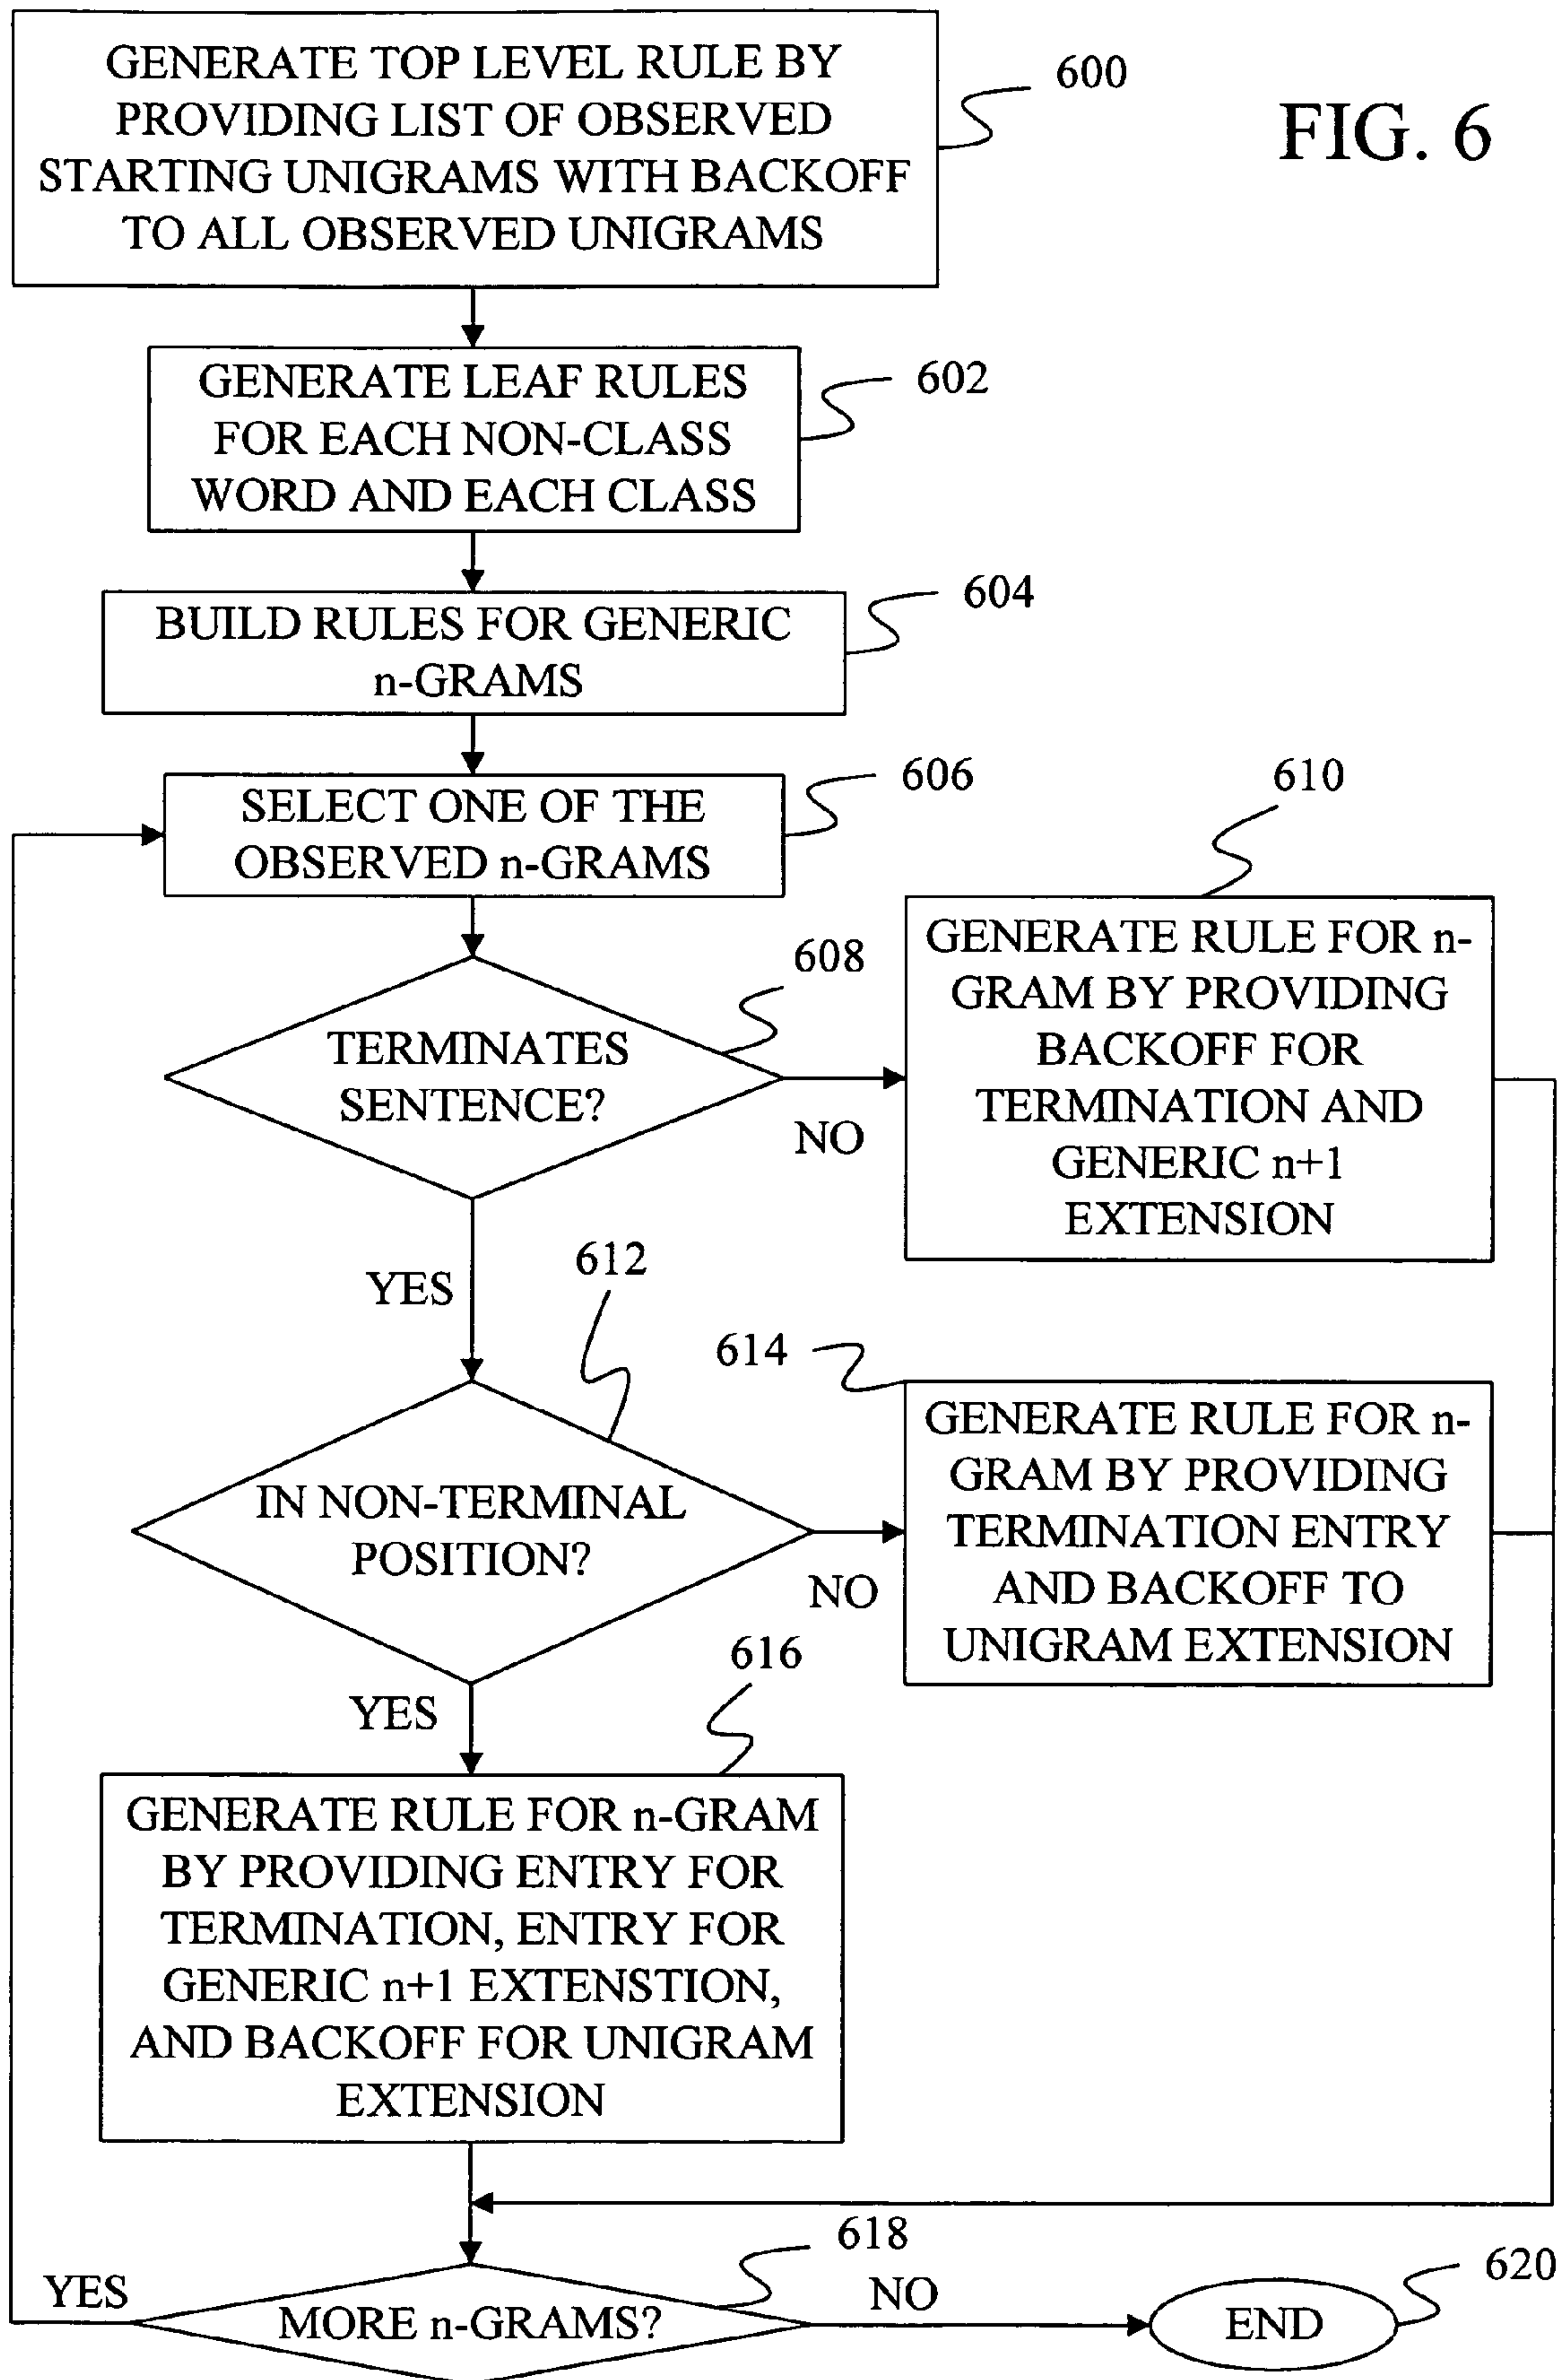 GENERATE TOP LEVEL RULE BY
PROVIDING LIST OF OBSERVED
STARTING UNIGRAMS WITH BACKOFF
TO ALL OBSERVED UNIGRAMS
600
FIG. 6
GENERATE LEAF RULES
FOR EACH NON-CLASS
WORD AND EACH CLASS
602
BUILD RULES FOR GENERIC
n-GRAMS
604
SELECT ONE OF THE
OBSERVED n-GRAMS
606
610
TERMINATES
SENTENCE?
608
NO
GENERATE RULE FOR n-
GRAM BY PROVIDING
BACKOFF FOR
TERMINATION AND
GENERIC n+1
EXTENSION
YES
612
IN NON-TERMINAL
POSITION?
NO
614
GENERATE RULE FOR n-
GRAM BY PROVIDING
TERMINATION ENTRY
AND BACKOFF TO
UNIGRAM EXTENSION
YES
616
GENERATE RULE FOR n-GRAM
BY PROVIDING ENTRY FOR
TERMINATION, ENTRY FOR
GENERIC n+1 EXTENSTION,
AND BACKOFF FOR UNIGRAM
EXTENSION
618
YES
MORE n-GRAMS?
NO
END
620